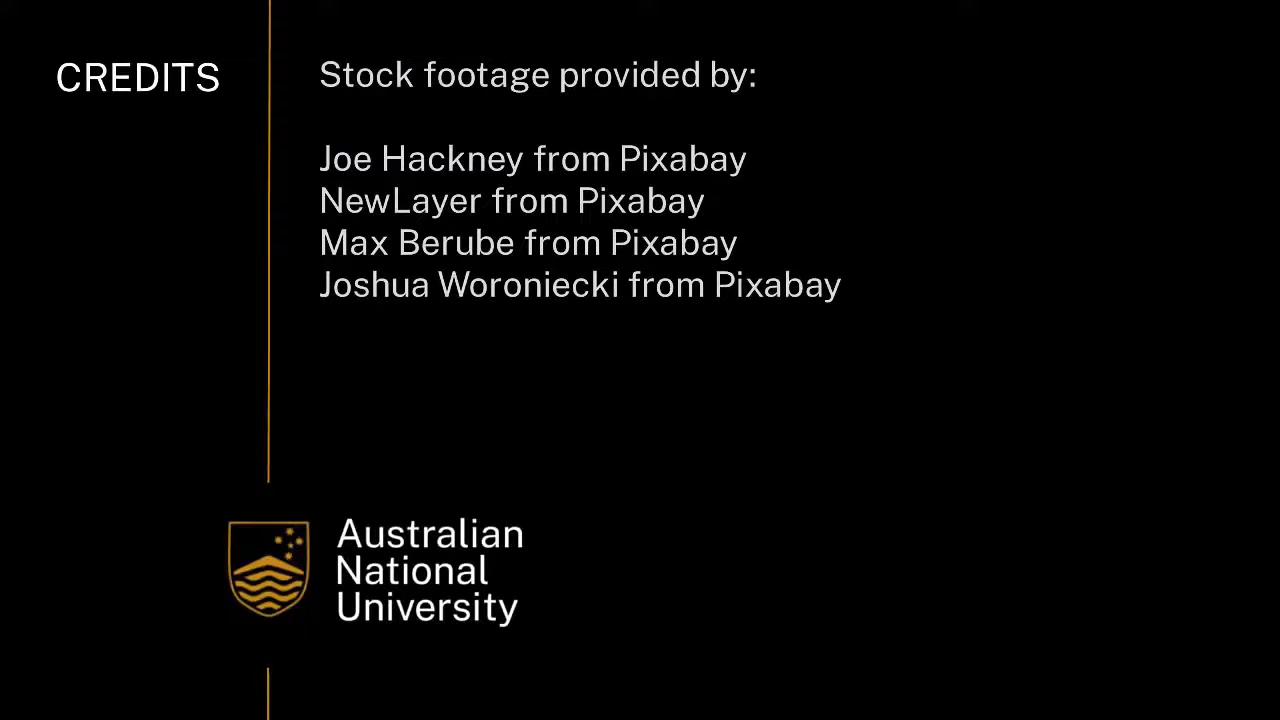 CREDITS
Stock footage provided by:
Joe Hackney from Pixabay
NewLayer from Pixabay
Max Berube from Pixabay
Joshua Woroniecki from Pixabay
Australian
National
University